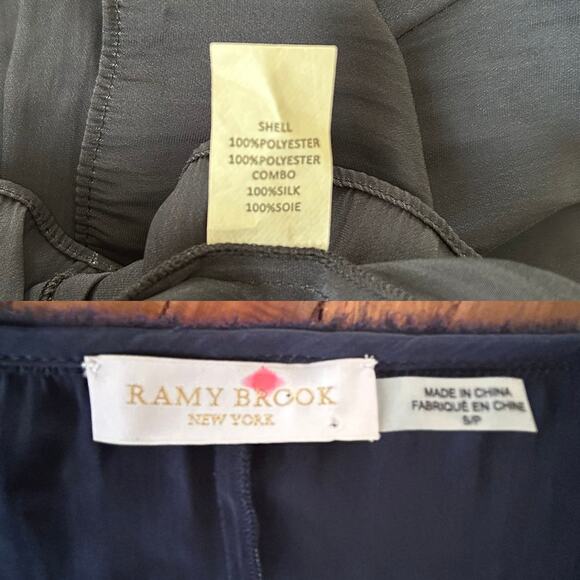 SHELL
100%POLYESTER
100%POLYESTER
COMBO
100%SILK
100%SOIE
RAMY BROOK
NEW YORK
MADE IN CHINA
FABRIQUÉ EN CHINE
S/P